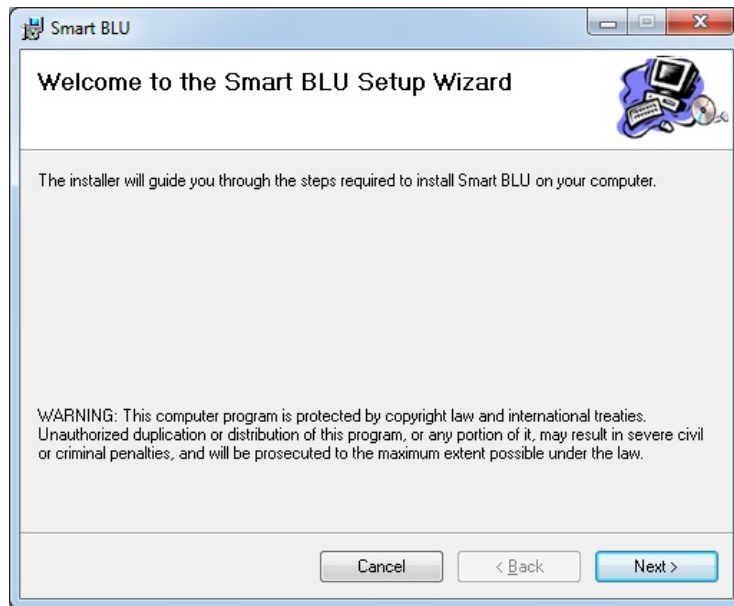 Smart BLU
Welcome to the Smart BLU Setup Wizard
The installer will guide you through the steps required to install Smart BLU on your computer.
WARNING: This computer program is protected by copyright law and international treaties.
Unauthorized duplication or distribution of this program, or any portion of it, may result in severe civil
or criminal penalties, and will be prosecuted to the maximum extent possible under the law.
Cancel
< Back
Next >